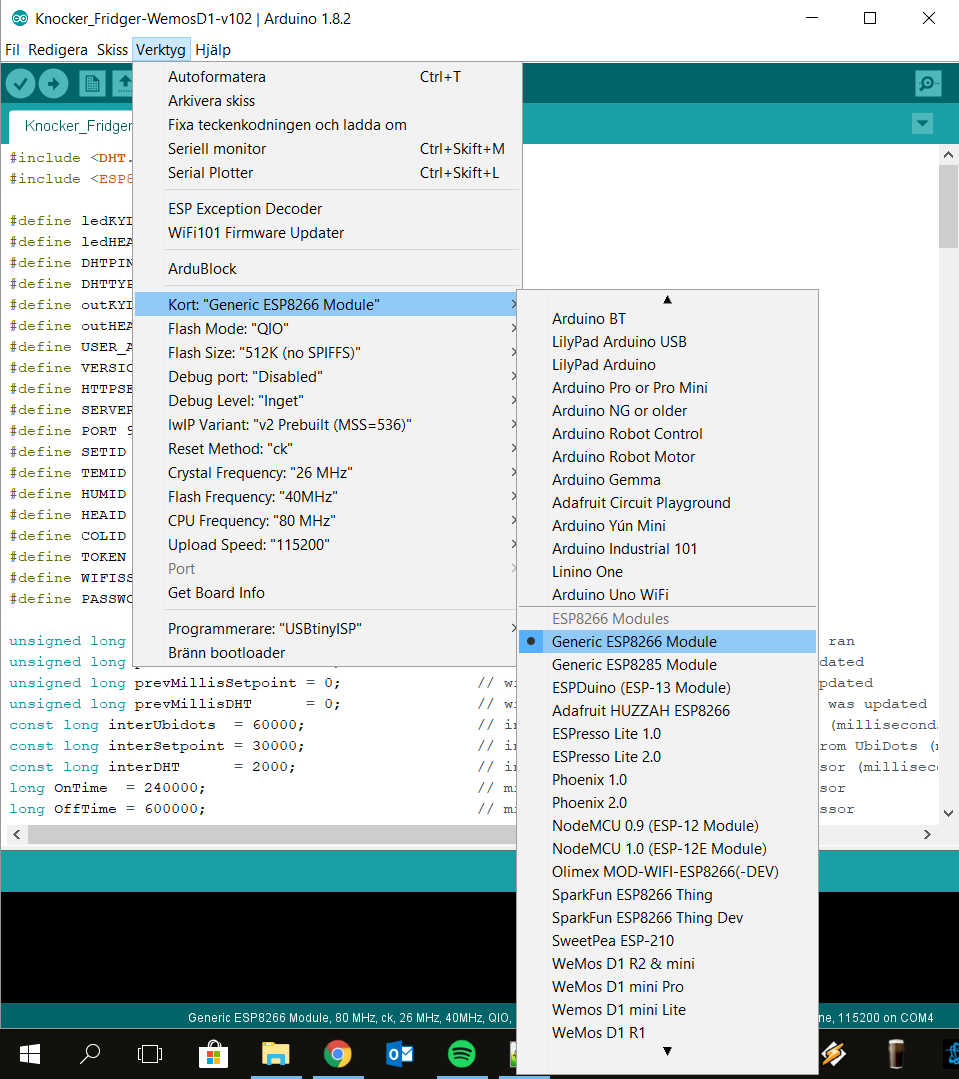 Knocker_Fridger-WemosD1-v102 | Arduino 1.8.2
Fil Redigera Skiss Verktyg Hjälp
Knocker_Fridger
Autoformatera Ctrl+T
Arkivera skiss
Fixa teckenkodningen och ladda om
Seriell monitor Ctrl+Skift+M
Serial Plotter Ctrl+Skift+L
ESP Exception Decoder
WiFi101 Firmware Updater
ArduBlock
Kort: "Generic ESP8266 Module"
Flash Mode: "QIO"
Flash Size: "512K (no SPIFFS)"
Debug port: "Disabled"
Debug Level: "Inget"
lwIP Variant: "v2 Prebuilt (MSS=536)"
Reset Method: "ck"
Crystal Frequency: "26 MHz"
Flash Frequency: "40MHz"
CPU Frequency: "80 MHz"
Upload Speed: "115200"
Port
Get Board Info
Programmerare: "USBtinyISP"
Bränn bootloader
Arduino BT
LilyPad Arduino USB
LilyPad Arduino
Arduino Pro or Pro Mini
Arduino NG or older
Arduino Robot Control
Arduino Robot Motor
Arduino Gemma
Adafruit Circuit Playground
Arduino Yún Mini
Arduino Industrial 101
Linino One
Arduino Uno WiFi
ESP8266 Modules
Generic ESP8266 Module
Generic ESP8285 Module
ESPDuino (ESP-13 Module)
Adafruit HUZZAH ESP8266
ESPresso Lite 1.0
ESPresso Lite 2.0
Phoenix 1.0
Phoenix 2.0
NodeMCU 0.9 (ESP-12 Module)
NodeMCU 1.0 (ESP-12E Module)
Olimex MOD-WIFI-ESP8266(-DEV)
SparkFun ESP8266 Thing
SparkFun ESP8266 Thing Dev
SweetPea ESP-210
WeMos D1 R2 & mini
WeMos D1 mini Pro
Wemos D1 mini Lite
WeMos D1 R1
#include <DHT.
#include <ESP8
#define ledKYI
#define ledHEA
#define DHTPIN
#define DHTTYP
#define outKYI
#define outHEA
#define USER_A
#define VERSIO
#define HTTPSE
#define SERVER
#define PORT 9
#define SETID
#define TEMID
#define HUMID
#define HEAID
#define COLID
#define TOKEN
#define WIFISS
#define PASSWO
unsigned long ran
unsigned long dated
unsigned long prevMillisSetpoint = 0; // wi pdated
unsigned long prevMillisDHT = 0; // wi was updated
const long interUbidots = 60000; // in (millisecond
const long interSetpoint = 30000; // in rom UbiDots (m
const long interDHT = 2000; // in sor (millisec
long OnTime = 240000; // mi sor
long OffTime = 600000; // mi ssor
Generic ESP8266 Module, 80 MHz, ck, 26 MHz, 40MHz, QIO, ne, 115200 on COM4